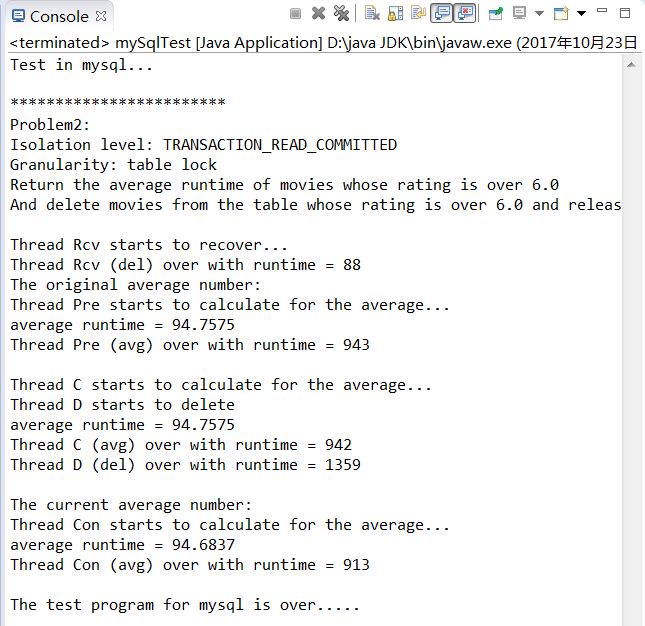 Console
<terminated> mySqlTest [Java Application] D:\java JDK\bin\javaw.exe (2017年10月23日
Test in mysql...
************************
Problem2:
Isolation level: TRANSACTION_READ_COMMITTED
Granularity: table lock
Return the average runtime of movies whose rating is over 6.0
And delete movies from the table whose rating is over 6.0 and releas
Thread Rcv starts to recover...
Thread Rcv (del) over with runtime = 88
The original average number:
Thread Pre starts to calculate for the average...
average runtime = 94.7575
Thread Pre (avg) over with runtime = 943
Thread C starts to calculate for the average...
Thread D starts to delete
average runtime = 94.7575
Thread C (avg) over with runtime = 942
Thread D (del) over with runtime = 1359
The current average number:
Thread Con starts to calculate for the average...
average runtime = 94.6837
Thread Con (avg) over with runtime = 913
The test program for mysql is over.....